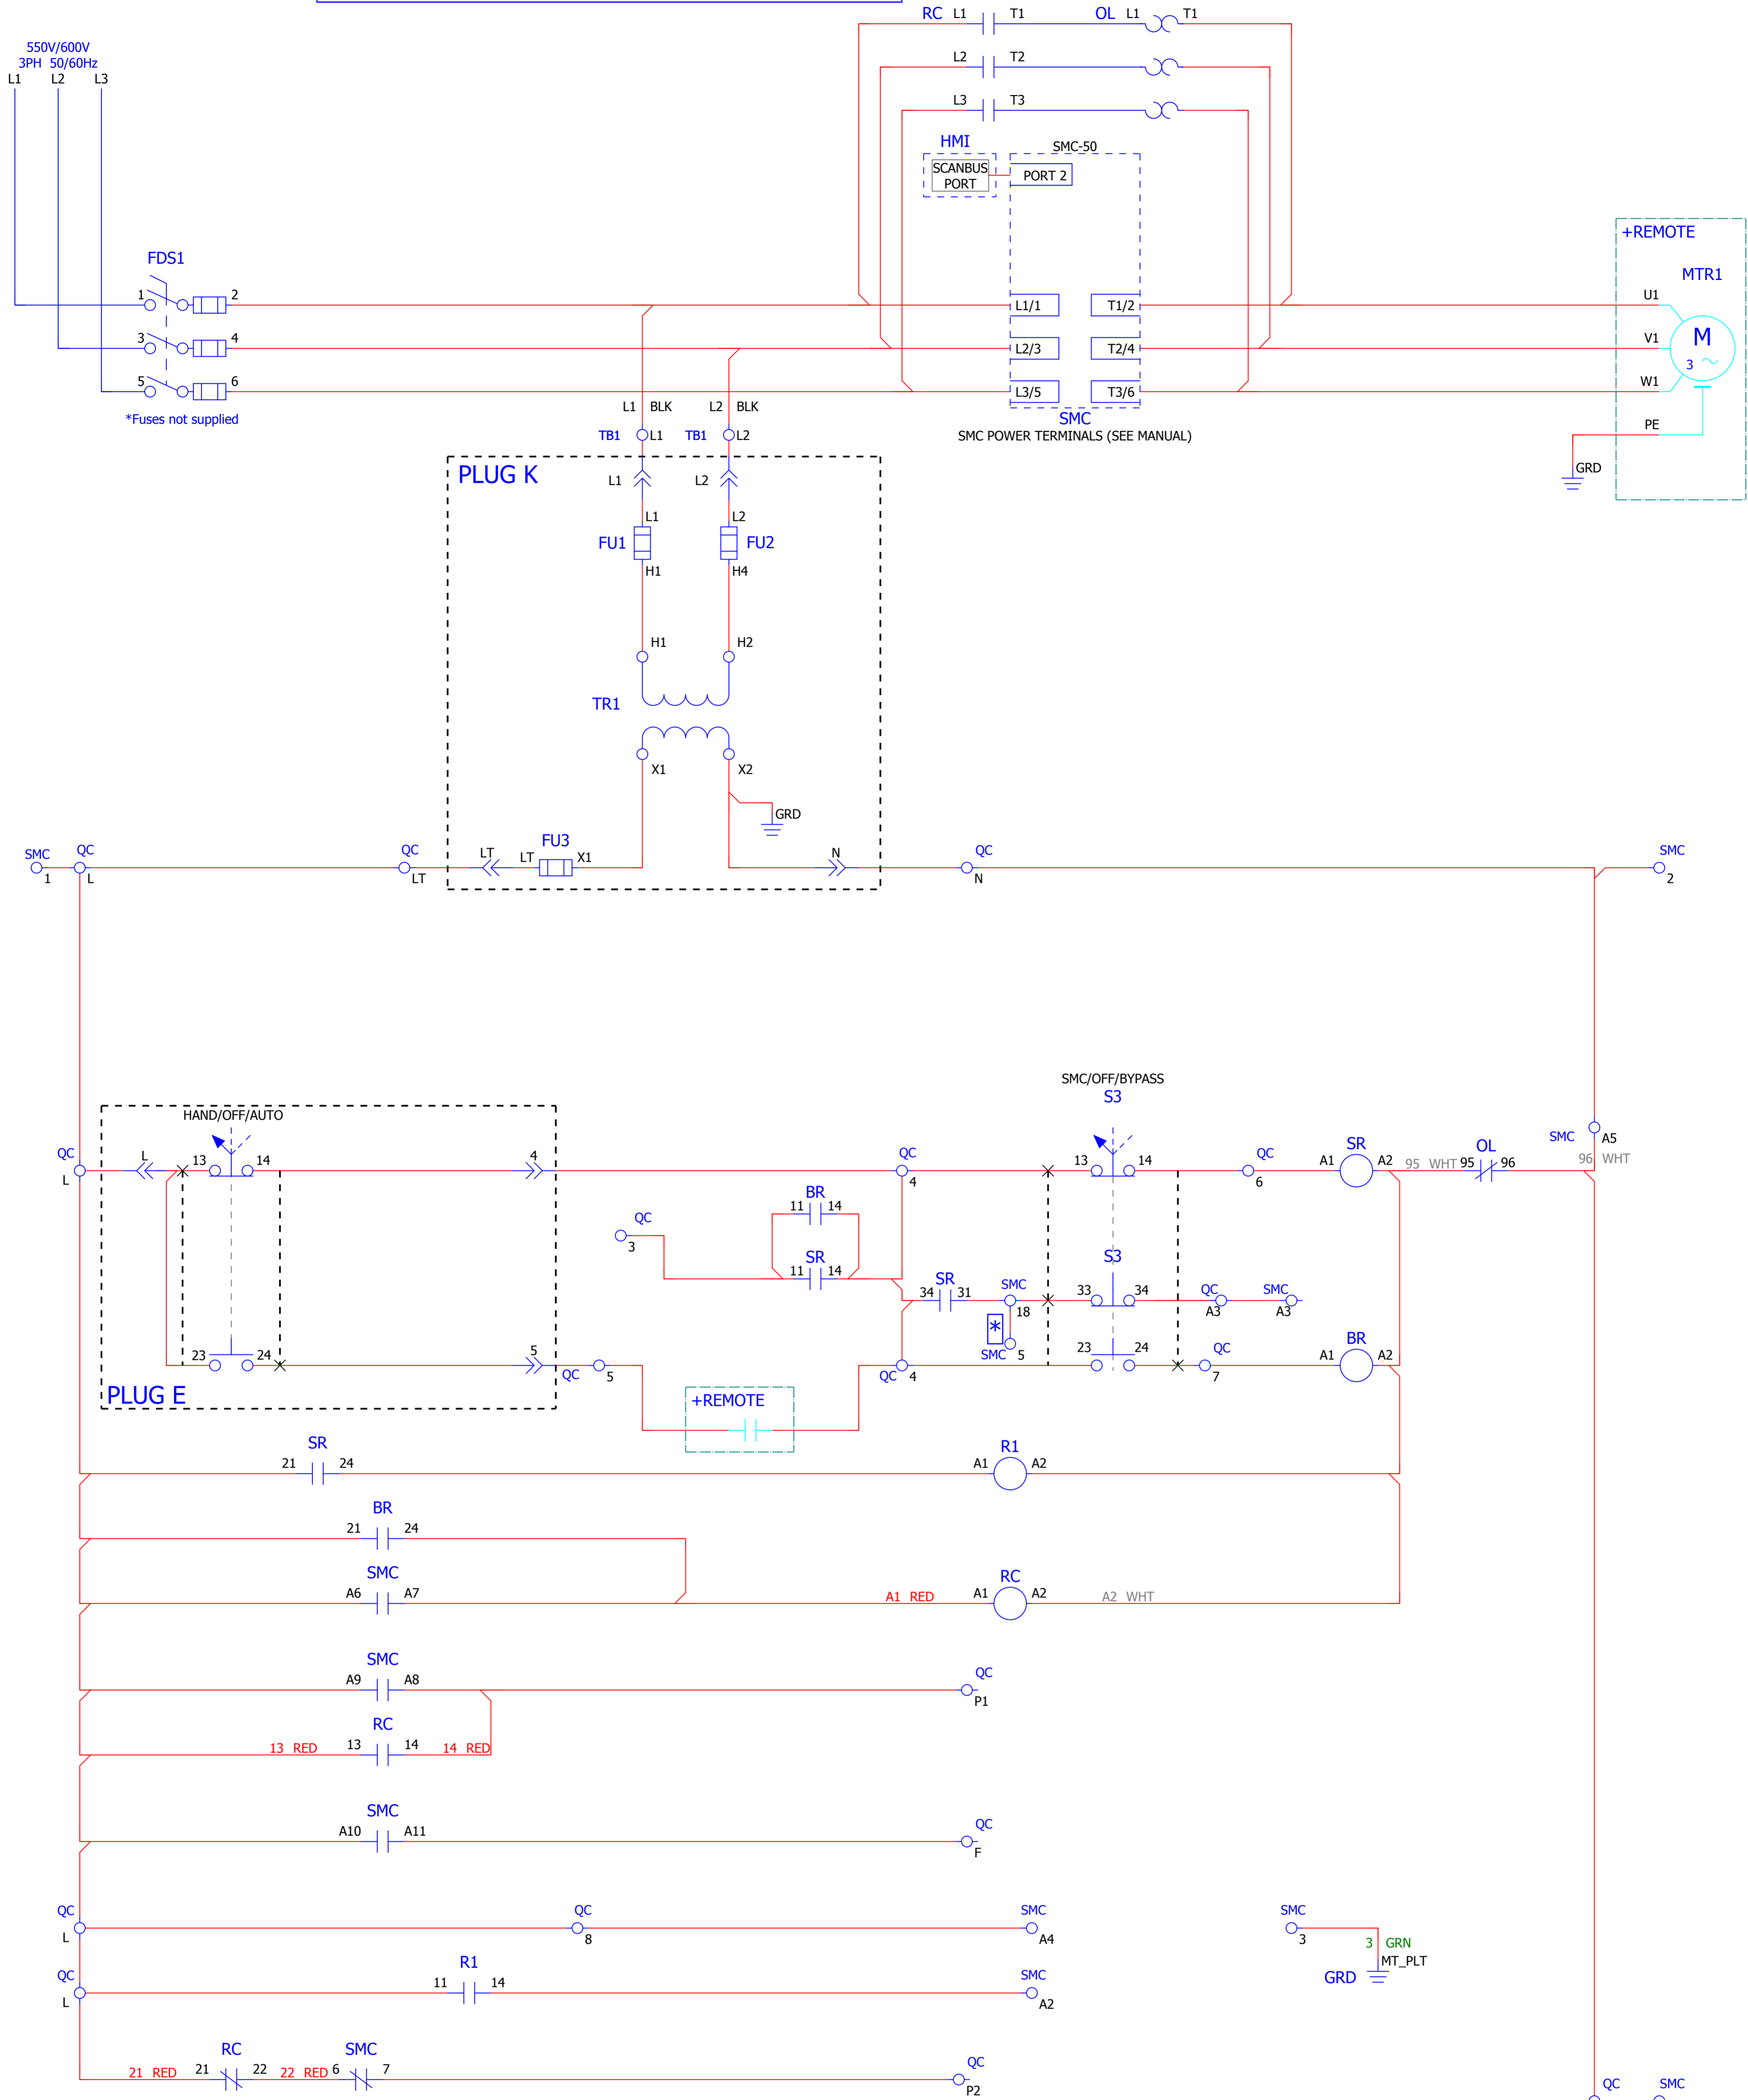 RC L1 T1 OL L1 T1
550V/600V
3PH 50/60Hz
L1 L2 L3
L2 T2
L3 T3
HMI
SMC-50
SCANBUS
PORT
PORT 2
+REMOTE
MTR1
FDS1
1 2
L1/1 T1/2
U1
3 4
L2/3 T2/4
V1
M
3
5 6
L3/5 T3/6
W1
*Fuses not supplied
L1 BLK L2 BLK
SMC
SMC POWER TERMINALS (SEE MANUAL)
PE
GRD
TB1 L1 TB1 L2
PLUG K
L1 L2
L1 L2
FU1 FU2
H1 H4
H1 H2
TR1
X1 X2
GRD
SMC
1
QC
L
QC
LT
LT
LT
FU3
X1
N
QC
N
SMC
2
SMC/OFF/BYPASS
S3
HAND/OFF/AUTO
SMC A5
QC
L
L
13 14
4
QC
4
13 14
QC
6
SR
A1 A2
95 WHT
OL
95 96
96 WHT
BR
11 14
QC
3
SR
11 14
S3
SR
34 31
SMC
18
33 34
QC
A3
SMC
A3
*
SMC 5
23 24
5
QC 5
QC 4
23 24
QC
7
BR
A1 A2
PLUG E
+REMOTE
SR
21 24
R1
A1 A2
BR
21 24
SMC
A6 A7
A1 RED
RC
A1 A2
A2 WHT
SMC
A9 A8
QC
P1
RC
13 RED 13 14 14 RED
SMC
A10 A11
QC
F
QC
L
QC
8
SMC
A4
SMC
3
3 GRN
MT_PLT
GRD
QC
L
R1
11 14
SMC
A2
RC SMC
21 RED 21 22 22 RED 6 7
QC
P2
QC SMC